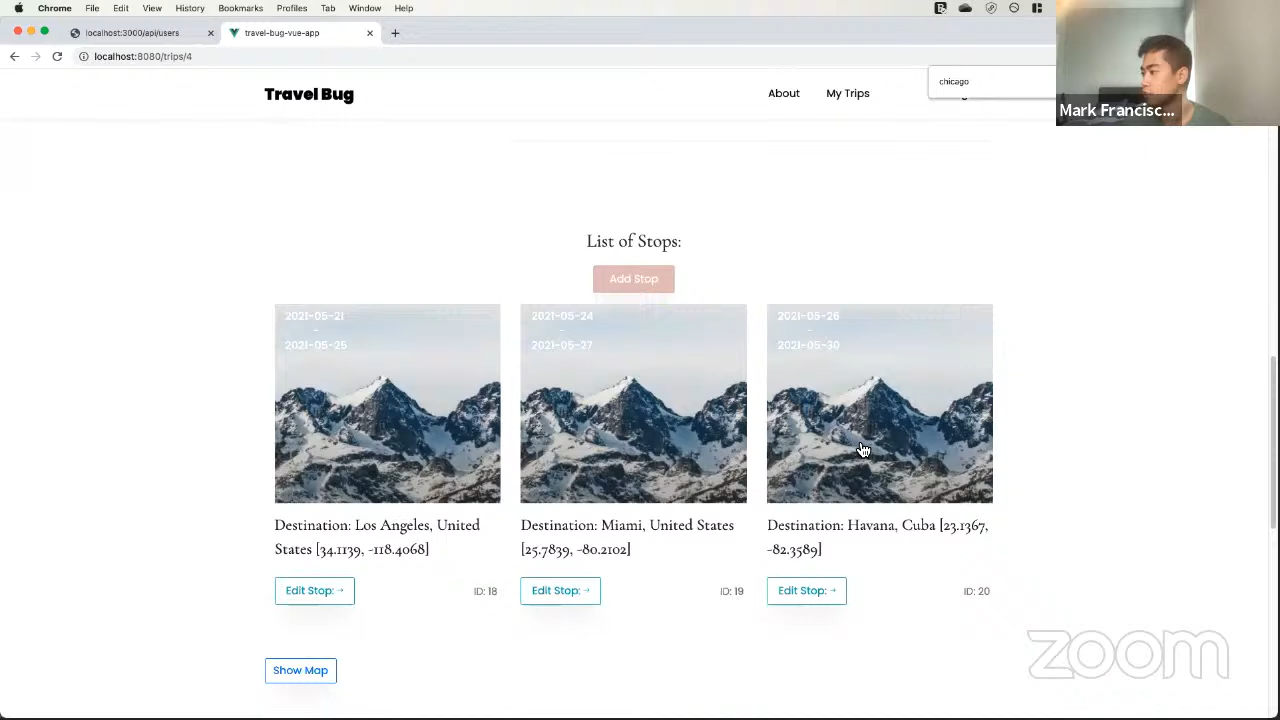 Chrome File Edit View History Bookmarks Profiles Tab Window Help
localhost:3000/api/users
travel-bug-vue-app
localhost:8080/trips/4
Travel Bug
About
My Trips
chicago
Mark Francisc...
List of Stops:
Add Stop
2021-05-21
-
2021-05-25
Destination: Los Angeles, United
States [34.1139, -118.4068]
Edit Stop: →
ID: 18
2021-05-24
-
2021-05-27
Destination: Miami, United States
[25.7839, -80.2102]
Edit Stop: →
ID: 19
2021-05-26
-
2021-05-30
Destination: Havana, Cuba [23.1367,
-82.3589]
Edit Stop: →
ID: 20
Show Map
zoom